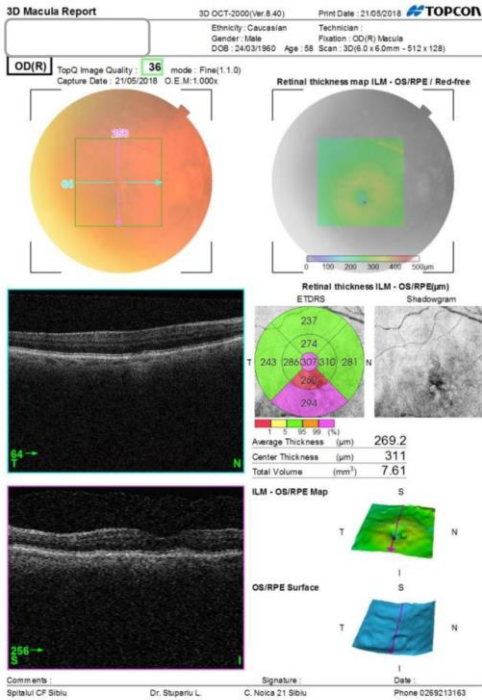 3D Macula Report
3D OCT-2000(Ver.8.40)
Print Date : 21/05/2018
TOPCON
Ethnicity : Caucasian
Technician :
Gender : Male
Fixation : OD(R) Macula
DOB : 24/03/1960 Age : 58 Scan : 3D(6.0 x 6.0mm - 512 x 128)
OD(R)
TopQ Image Quality : 36 mode : Fine(1.1.0)
Capture Date : 21/05/2018 O.E.M:1.000x
Retinal thickness map ILM - OS/RPE / Red-free
0 100 200 300 400 500µm
Retinal thickness ILM - OS/RPE(µm)
ETDRS
Shadowgram
237
274
T 243 286 307 310 281 N
260
294
1 5 95 99 (%)
Average Thickness (µm) 269.2
Center Thickness (µm) 311
Total Volume (mm³) 7.61
64
T
N
ILM - OS/RPE Map
S
T
N
I
OS/RPE Surface
S
T
N
I
256
S
I
Comments :
Signature :
Date :
Spitalul CF Sibiu
Dr. Stupariu L.
C. Noica 21 Sibiu
Phone 0269213163